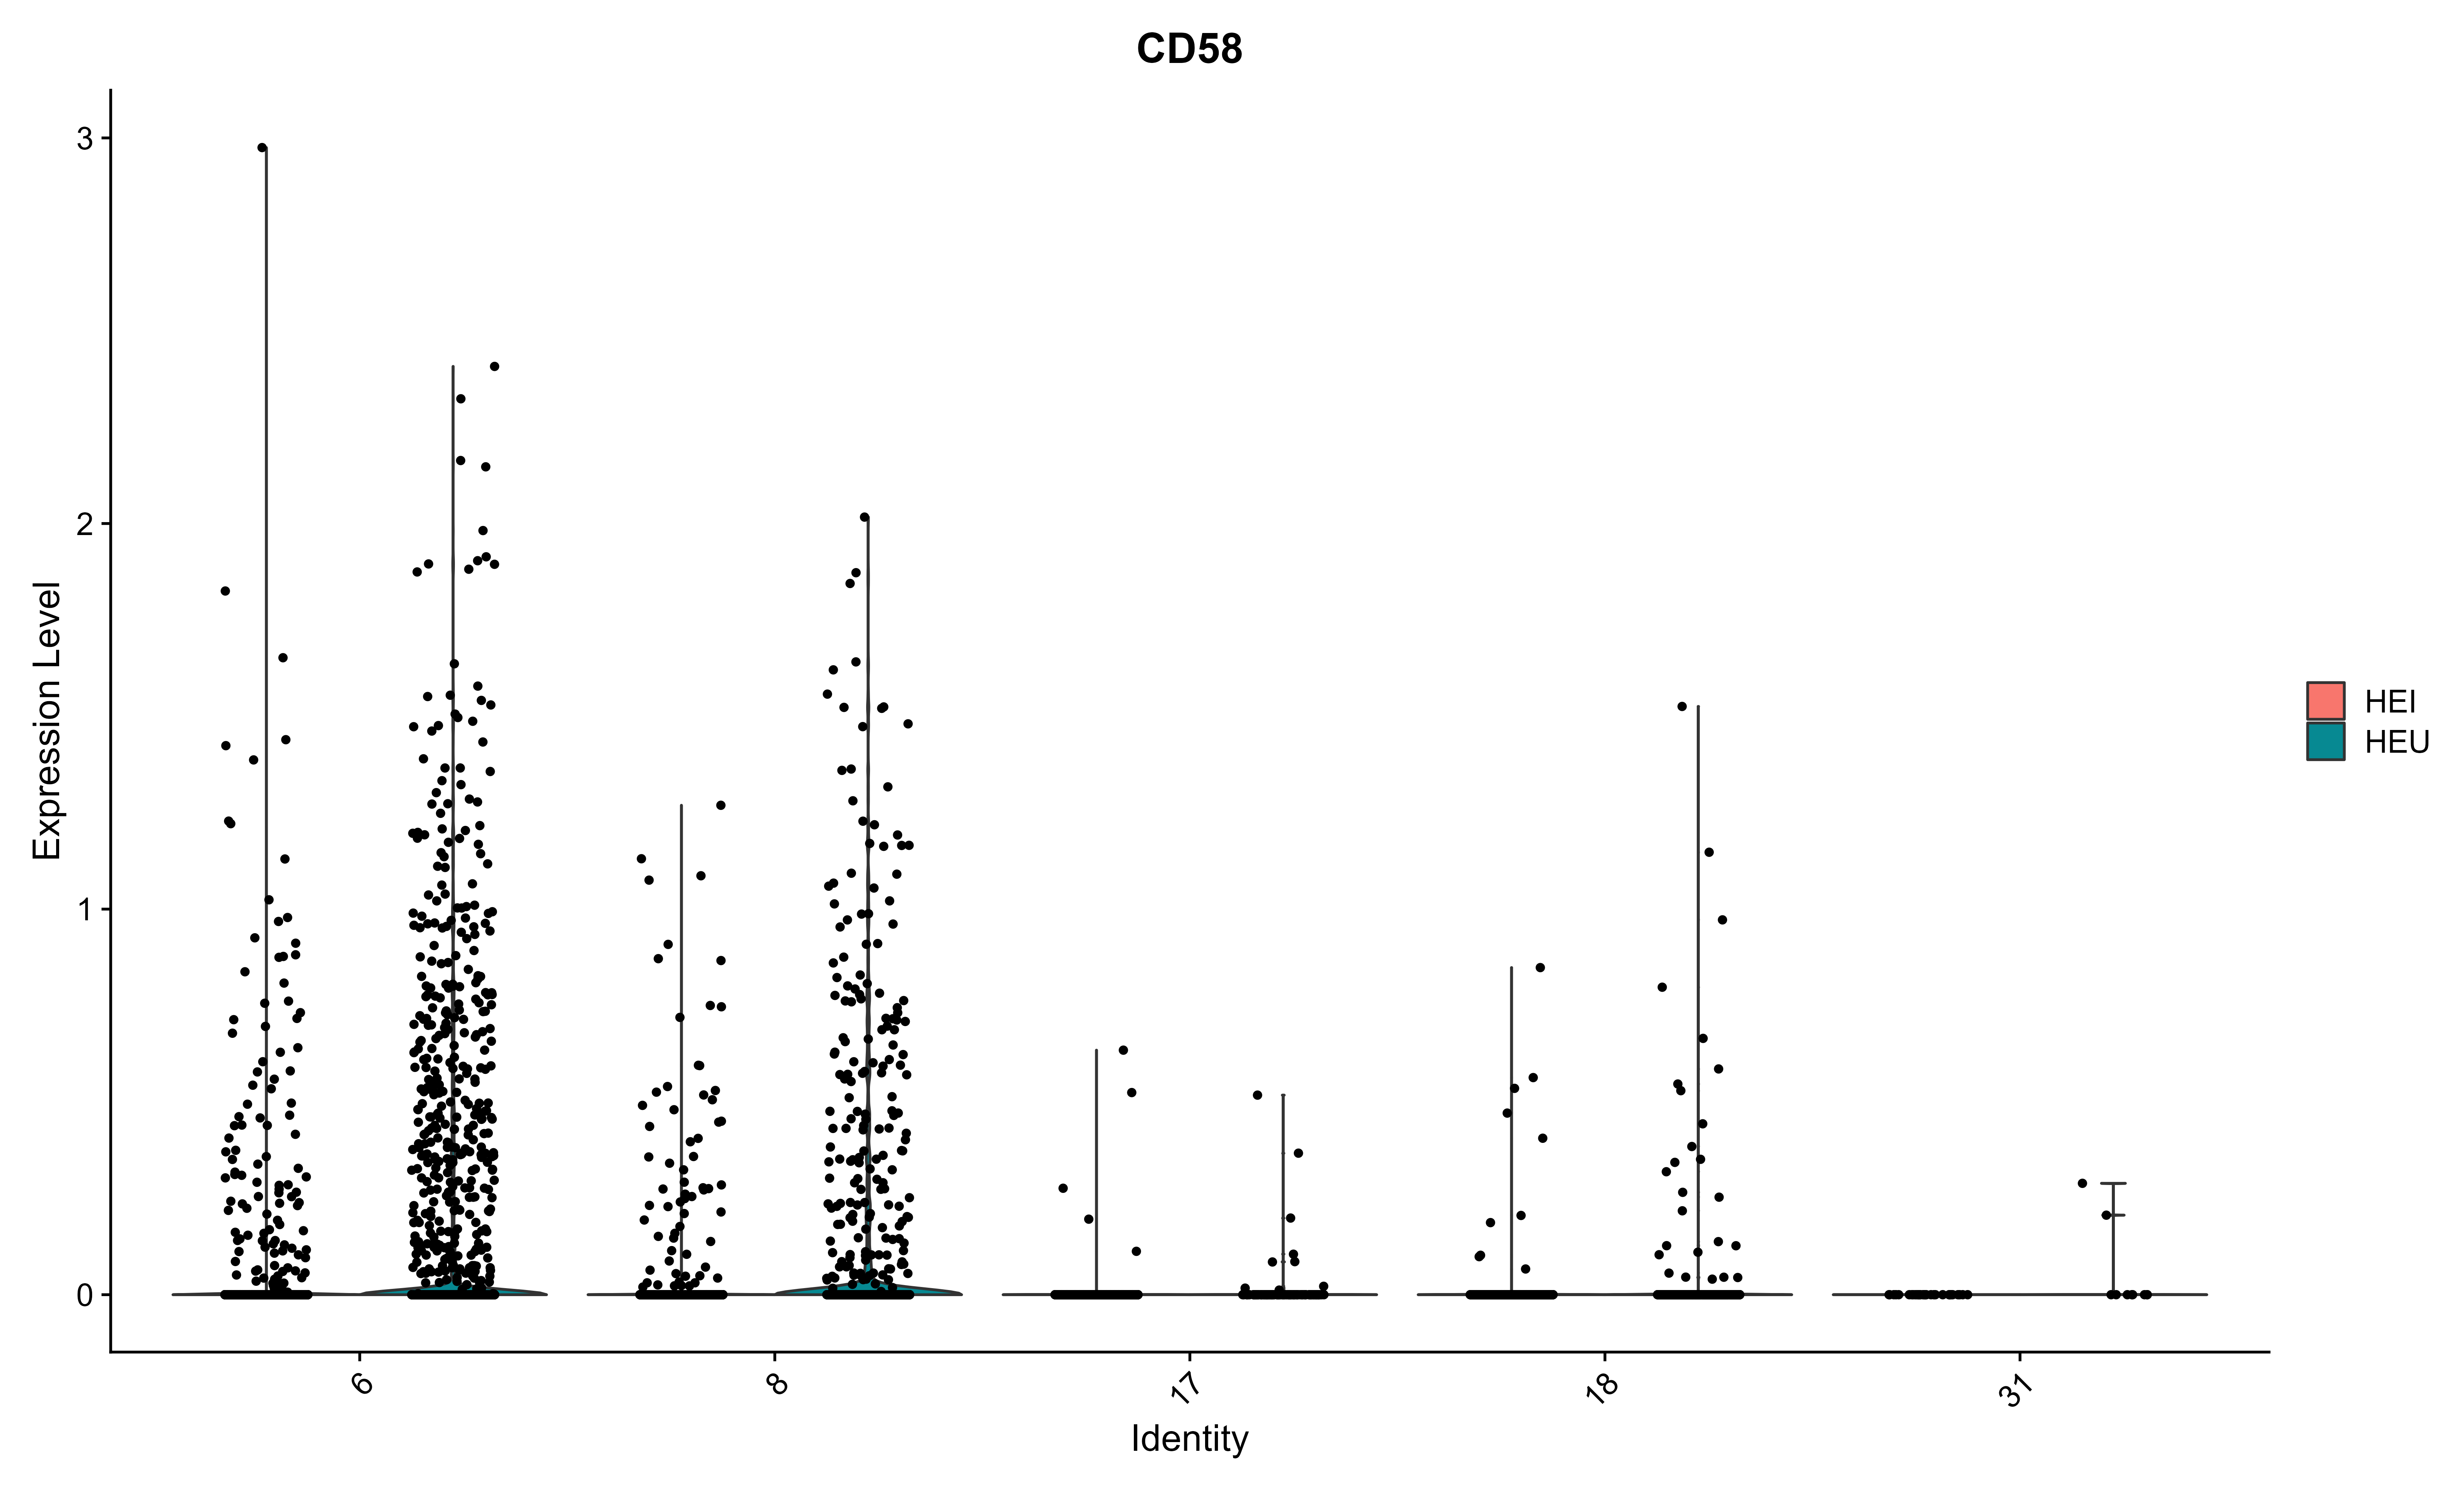 CD58
3
2
1
0
Expression Level
6
8
17
18
31
Identity
HEI
HEU